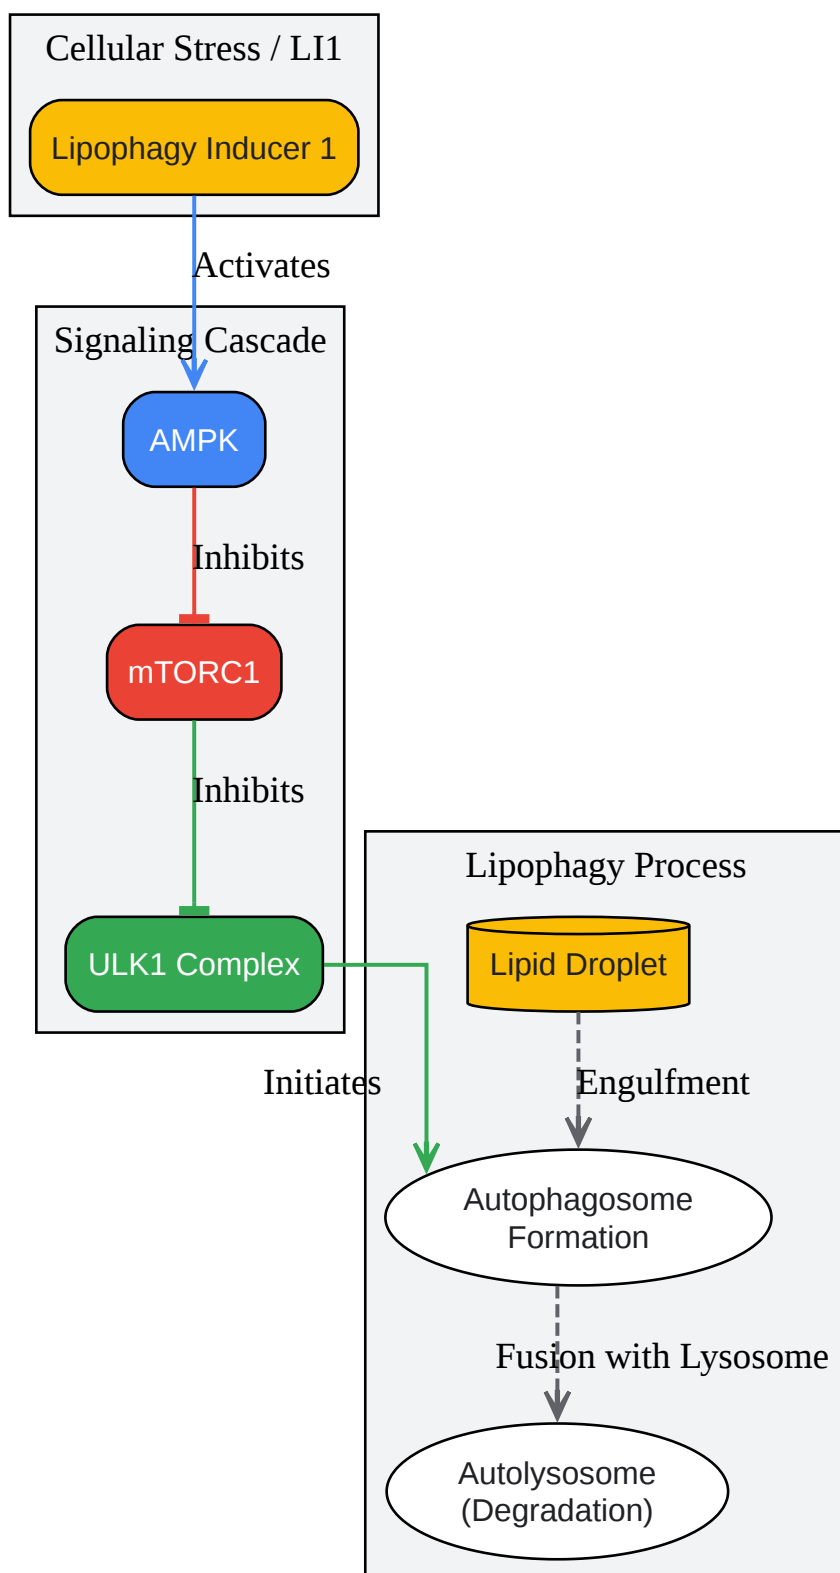 Cellular Stress / LI1
Lipophagy Inducer 1
Activates
Signaling Cascade
AMPK
Inhibits
mTORC1
Inhibits
Lipophagy Process
ULK1 Complex
Lipid Droplet
Initiates
Engulfment
Autophagosome
Formation
Fusion with Lysosome
Autolysosome
(Degradation)